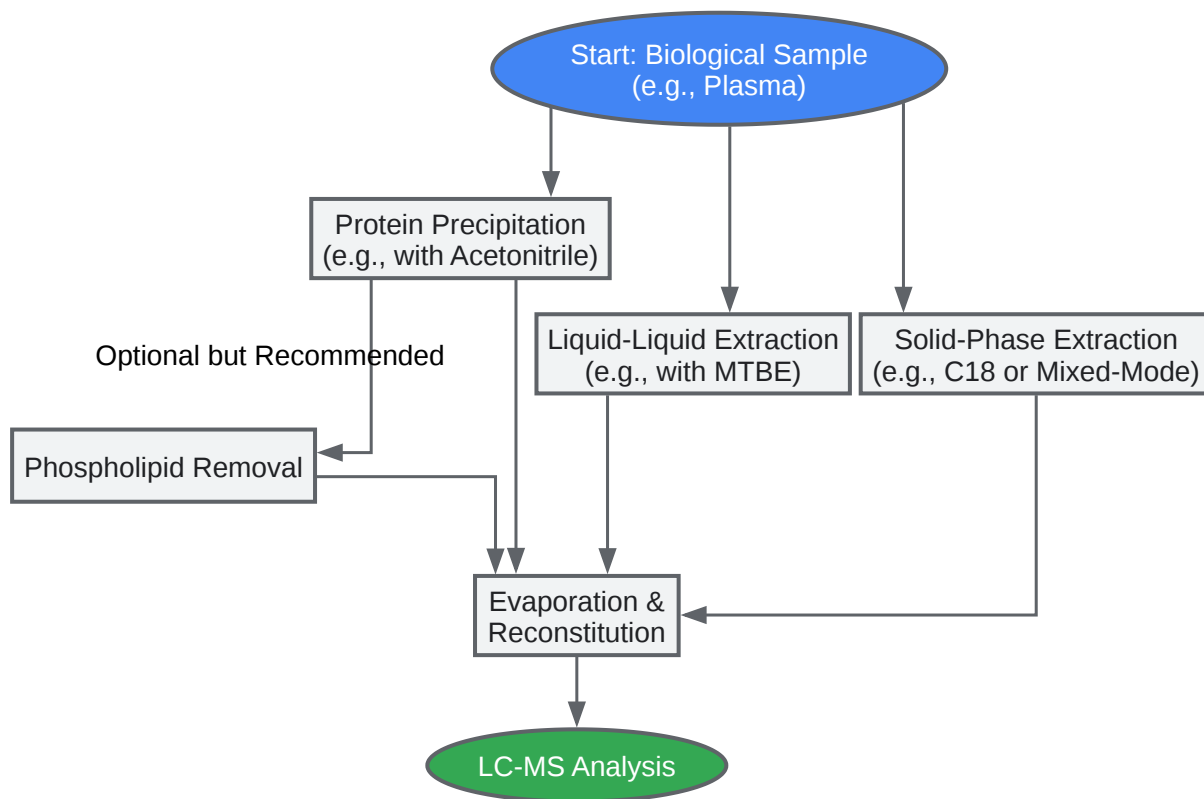 Start: Biological Sample
(e.g., Plasma)
Protein Precipitation
(e.g., with Acetonitrile)
Liquid-Liquid Extraction
(e.g., with MTBE)
Solid-Phase Extraction
(e.g., C18 or Mixed-Mode)
Optional but Recommended
Phospholipid Removal
Evaporation &
Reconstitution
LC-MS Analysis